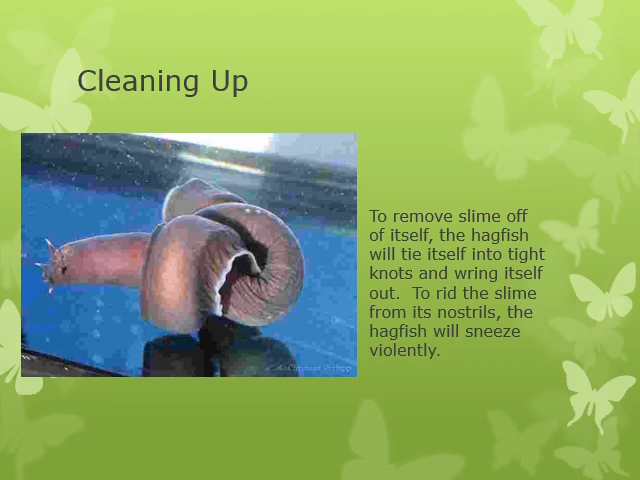 Cleaning Up
To remove slime off
of itself, the hagfish
will tie itself into tight
knots and wring itself
out.  To rid the slime
from its nostrils, the
hagfish will sneeze
violently.